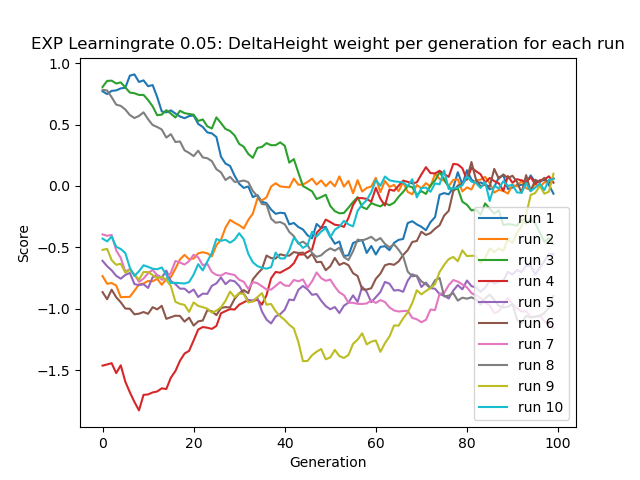 EXP Learningrate 0.05: DeltaHeight weight per generation for each run
1.0
0.5
0.0
−0.5
−1.0
−1.5
Score
0
20
40
60
80
100
Generation
run 1
run 2
run 3
run 4
run 5
run 6
run 7
run 8
run 9
run 10